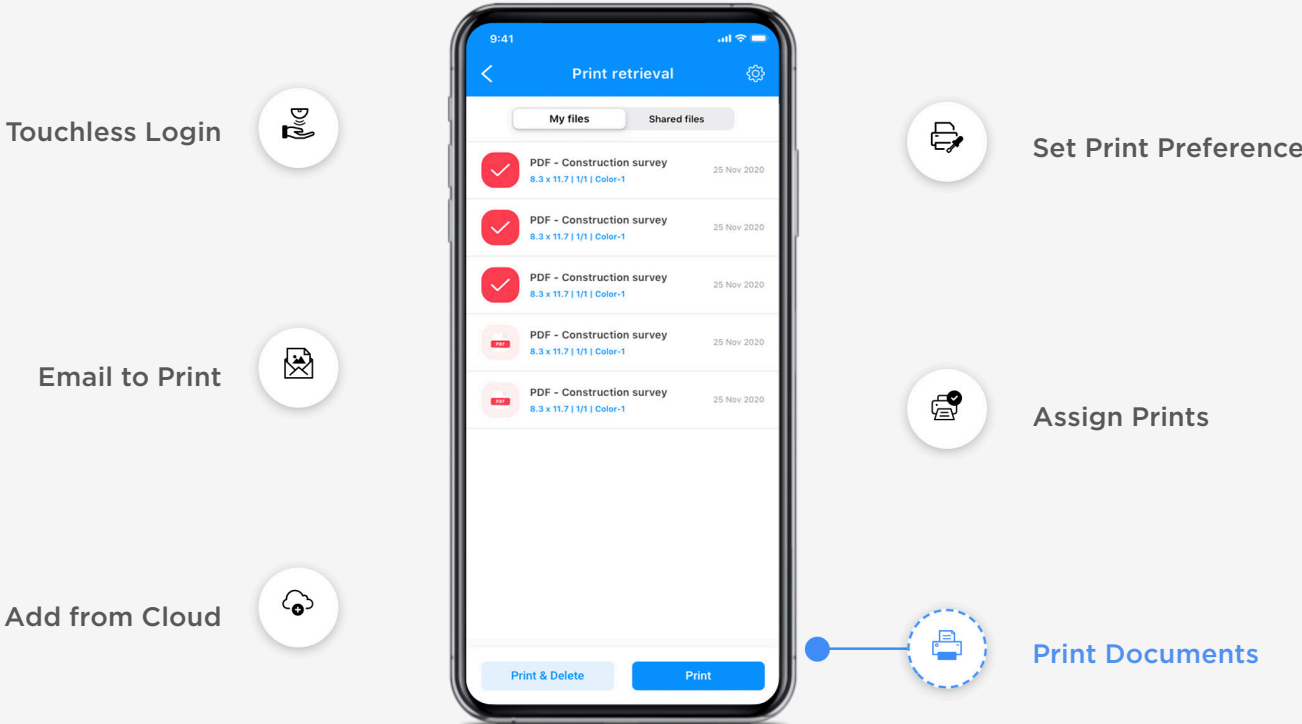 Touchless Login
Email to Print
Add from Cloud
9:41
Print retrieval
My files
Shared files
PDF - Construction survey
8.3 x 11.7 | 1/1 | Color-1
25 Nov 2020
PDF - Construction survey
8.3 x 11.7 | 1/1 | Color-1
25 Nov 2020
PDF - Construction survey
8.3 x 11.7 | 1/1 | Color-1
25 Nov 2020
PDF
PDF - Construction survey
8.3 x 11.7 | 1/1 | Color-1
25 Nov 2020
PDF
PDF - Construction survey
8.3 x 11.7 | 1/1 | Color-1
25 Nov 2020
Print & Delete
Print
Set Print Preference
Assign Prints
Print Documents